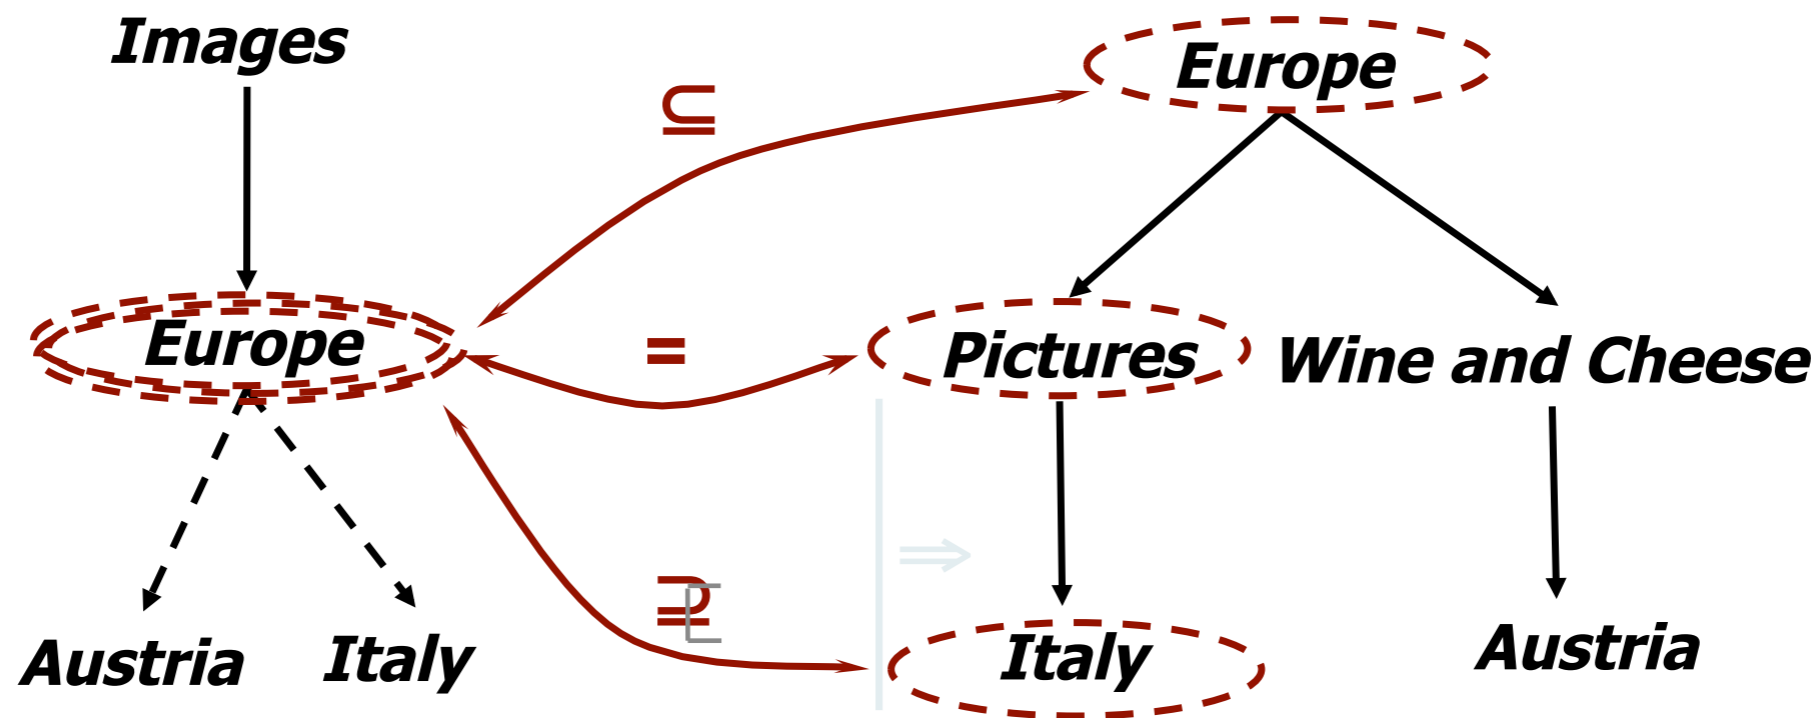 Images
Europe
⊆
Europe
=
Pictures
Wine and Cheese
⇒
⊇
Austria
Italy
Italy
Austria